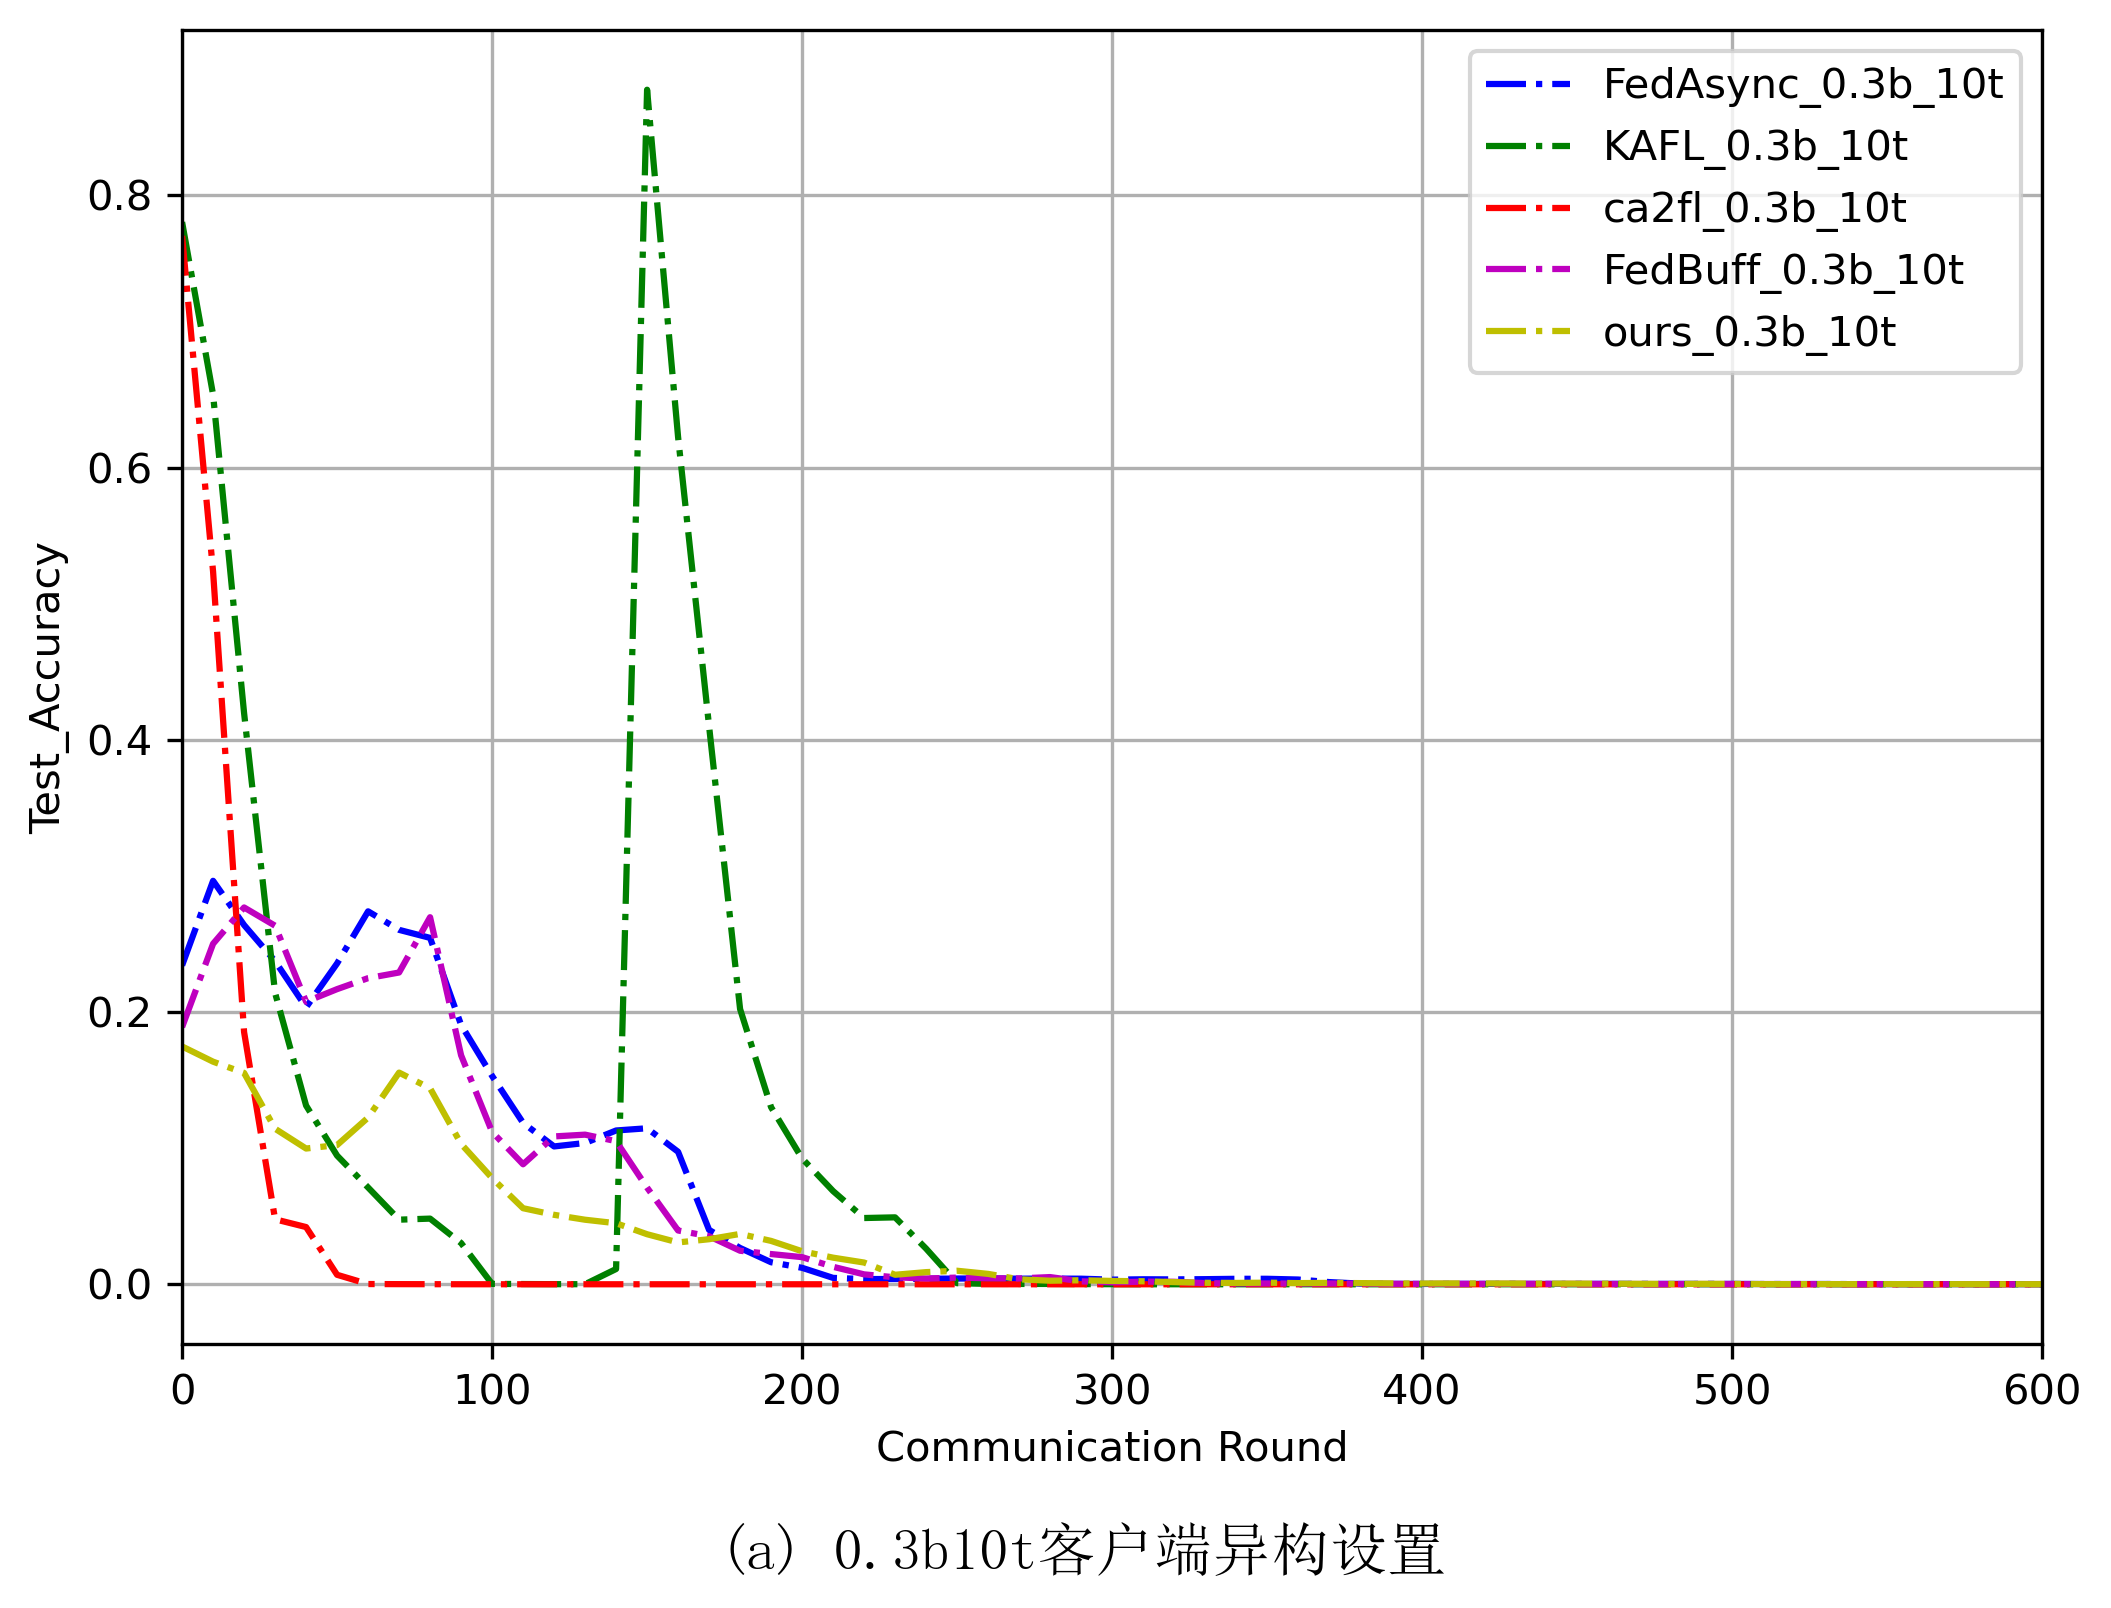 FedAsync_0.3b_10t
KAFL_0.3b_10t
ca2fl_0.3b_10t
FedBuff_0.3b_10t
ours_0.3b_10t
Test_Accuracy
0.8
0.6
0.4
0.2
0.0
0 100 200 300 400 500 600
Communication Round
(a) 0.3b10t客户端异构设置